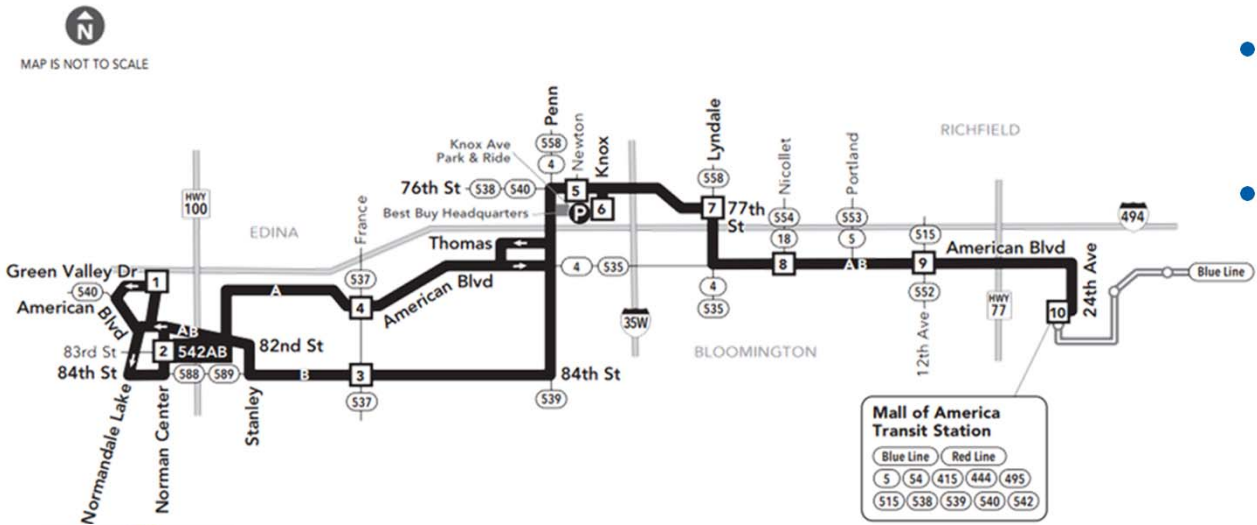 N
MAP IS NOT TO SCALE
RICHFIELD
Penn
558
4
Newton
Knox
Knox Ave
Park & Ride
76th St
538
540
5
P
6
Best Buy Headquarters
Lyndale
558
7
77th
St
Nicollet
554
18
8
Portland
553
5
515
9
552
12th Ave
American Blvd
494
24th Ave
Blue Line
HWY
100
EDINA
France
537
Thomas
4
535
4
535
35W
HWY
77
10
Green Valley Dr
540
American
Blvd
1
A
4
American Blvd
AB
AB
82nd St
83rd St
2
542AB
84th St
588
589
B
3
537
84th St
539
BLOOMINGTON
Normandale Lake
Norman Center
Stanley
Mall of America
Transit Station
Blue Line
Red Line
5
54
415
444
495
515
538
539
540
542